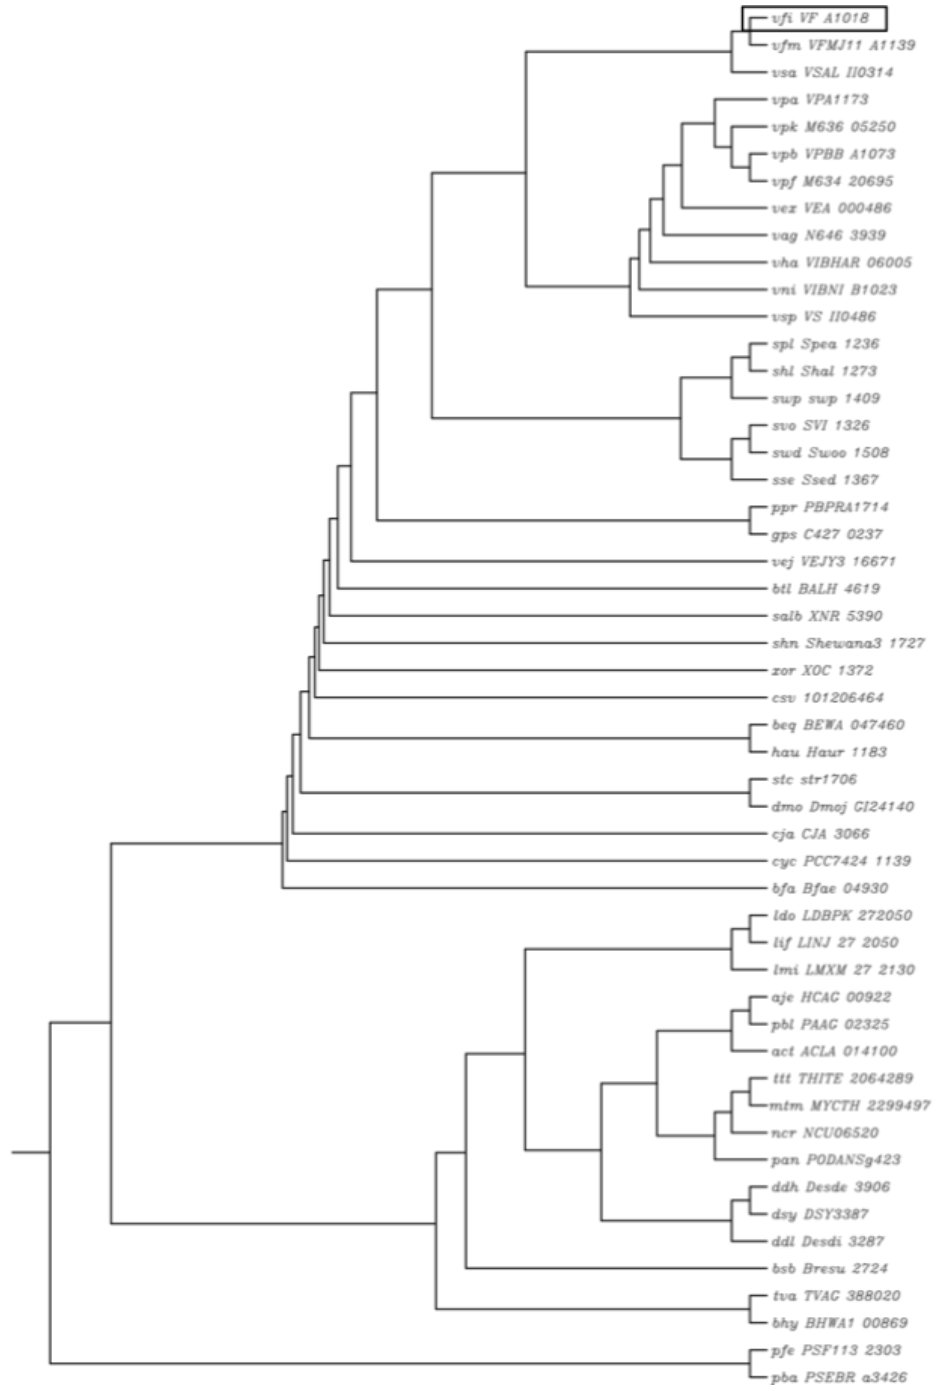 vfi VF A1018
vfm VFMJ11 A1139
vsa VSAL II0314
vpa VPA1173
vpk M636 05250
vpb VPBB A1073
vpf M634 20695
vex VEA 000486
vag N646 3939
vha VIBHAR 06005
vni VIBNI B1023
vsp VS II0486
spl Spea 1236
shl Shal 1273
swp swp 1409
svo SVI 1326
swd Swoo 1508
sse Ssed 1367
ppr PBPRA1714
gps C427 0237
vej VEJY3 16671
btl BALH 4619
salb XNR 5390
shn Shewana3 1727
xor XOC 1372
csv 101206464
beq BEWA 047460
hau Haur 1183
stc str1706
dmo Dmoj GI24140
cja CJA 3066
cyc PCC7424 1139
bfa Bfae 04930
ldo LDBPK 272050
lif LINJ 27 2050
lmi LMXM 27 2130
aje HCAG 00922
pbl PAAG 02325
act ACLA 014100
ttt THITE 2064289
mtm MYCTH 2299497
ncr NCU06520
pan PODANSg423
ddh Desde 3906
dsy DSY3387
ddl Desdi 3287
bsb Bresu 2724
tva TVAG 388020
bhy BHWA1 00869
pfe PSF113 2303
pba PSEBR a3426